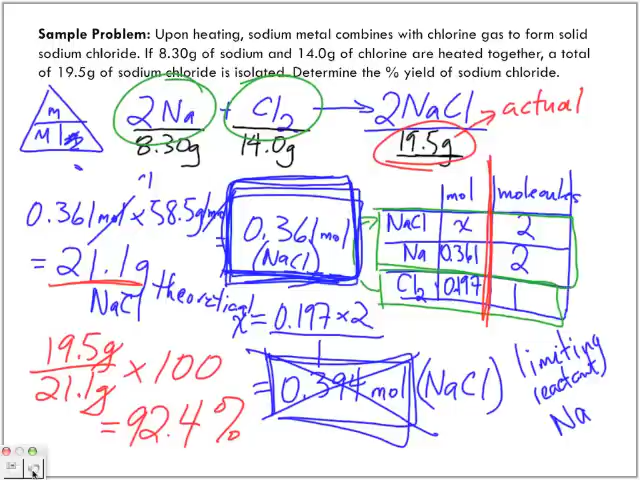 Sample Problem: Upon heating, sodium metal combines with chlorine gas to form solid
sodium chloride. If 8.30g of sodium and 14.0g of chlorine are heated together, a total
of 19.5g of sodium chloride is isolated. Determine the % yield of sodium chloride.
2Na + Cl₂ → 2NaCl → actual
8.30g 14.0g 19.5g
m
M
mol molecules
NaCl x 2
Na 0.361 2
Cl₂ 0.197 1
0.361 mol x 58.5 g/mol
= 0.361 mol
(NaCl)
= 21.1g
NaCl theoretical
x = 0.197 x 2
1
= 0.394 mol (NaCl)
limiting
reactant
Na
19.5g
21.1g
x 100
= 92.4%